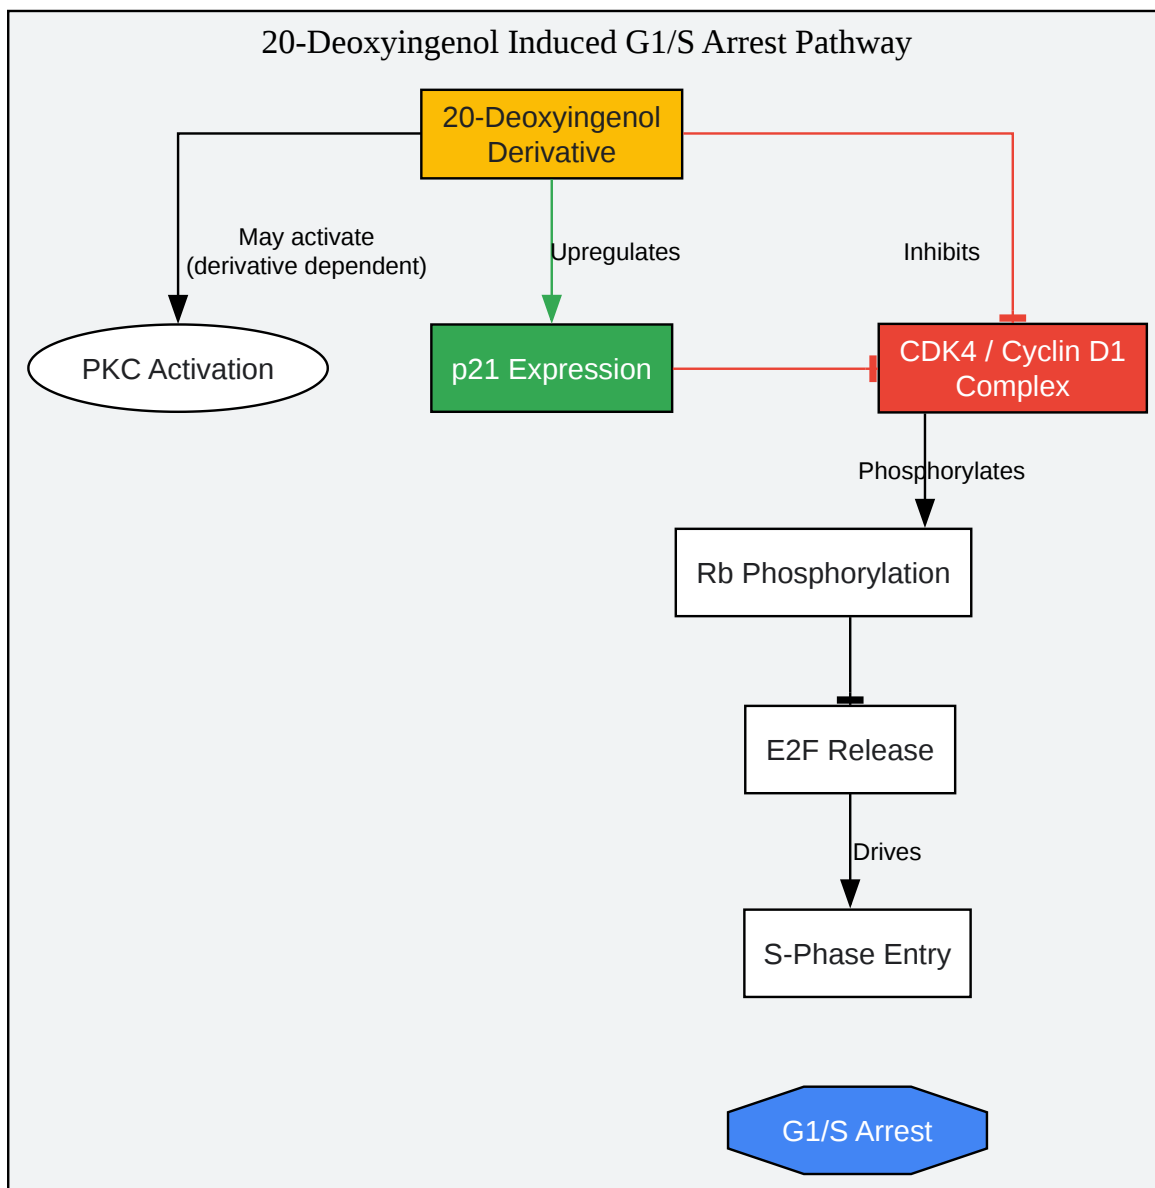 20-Deoxyingenol Induced G1/S Arrest Pathway
20-Deoxyingenol
Derivative
May activate
(derivative dependent)
Upregulates
Inhibits
PKC Activation
p21 Expression
CDK4 / Cyclin D1
Complex
Phosphorylates
Rb Phosphorylation
E2F Release
Drives
S-Phase Entry
G1/S Arrest